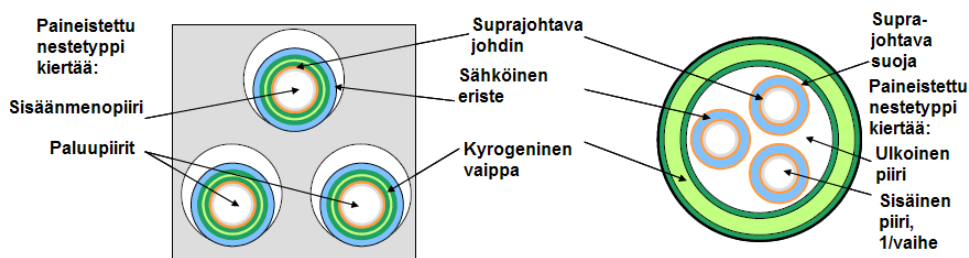 Paineistettu
nestetyppi
kiertää:
Sisäänmenopiiri
Paluupiirit
Suprajohtava
johdin
Sähköinen
eriste
Kyrogeninen
vaippa
Supra-
johtava
suoja
Paineistettu
nestetyppi
kiertää:
Ulkoinen
piiri
Sisäinen
piiri,
1/vaihe